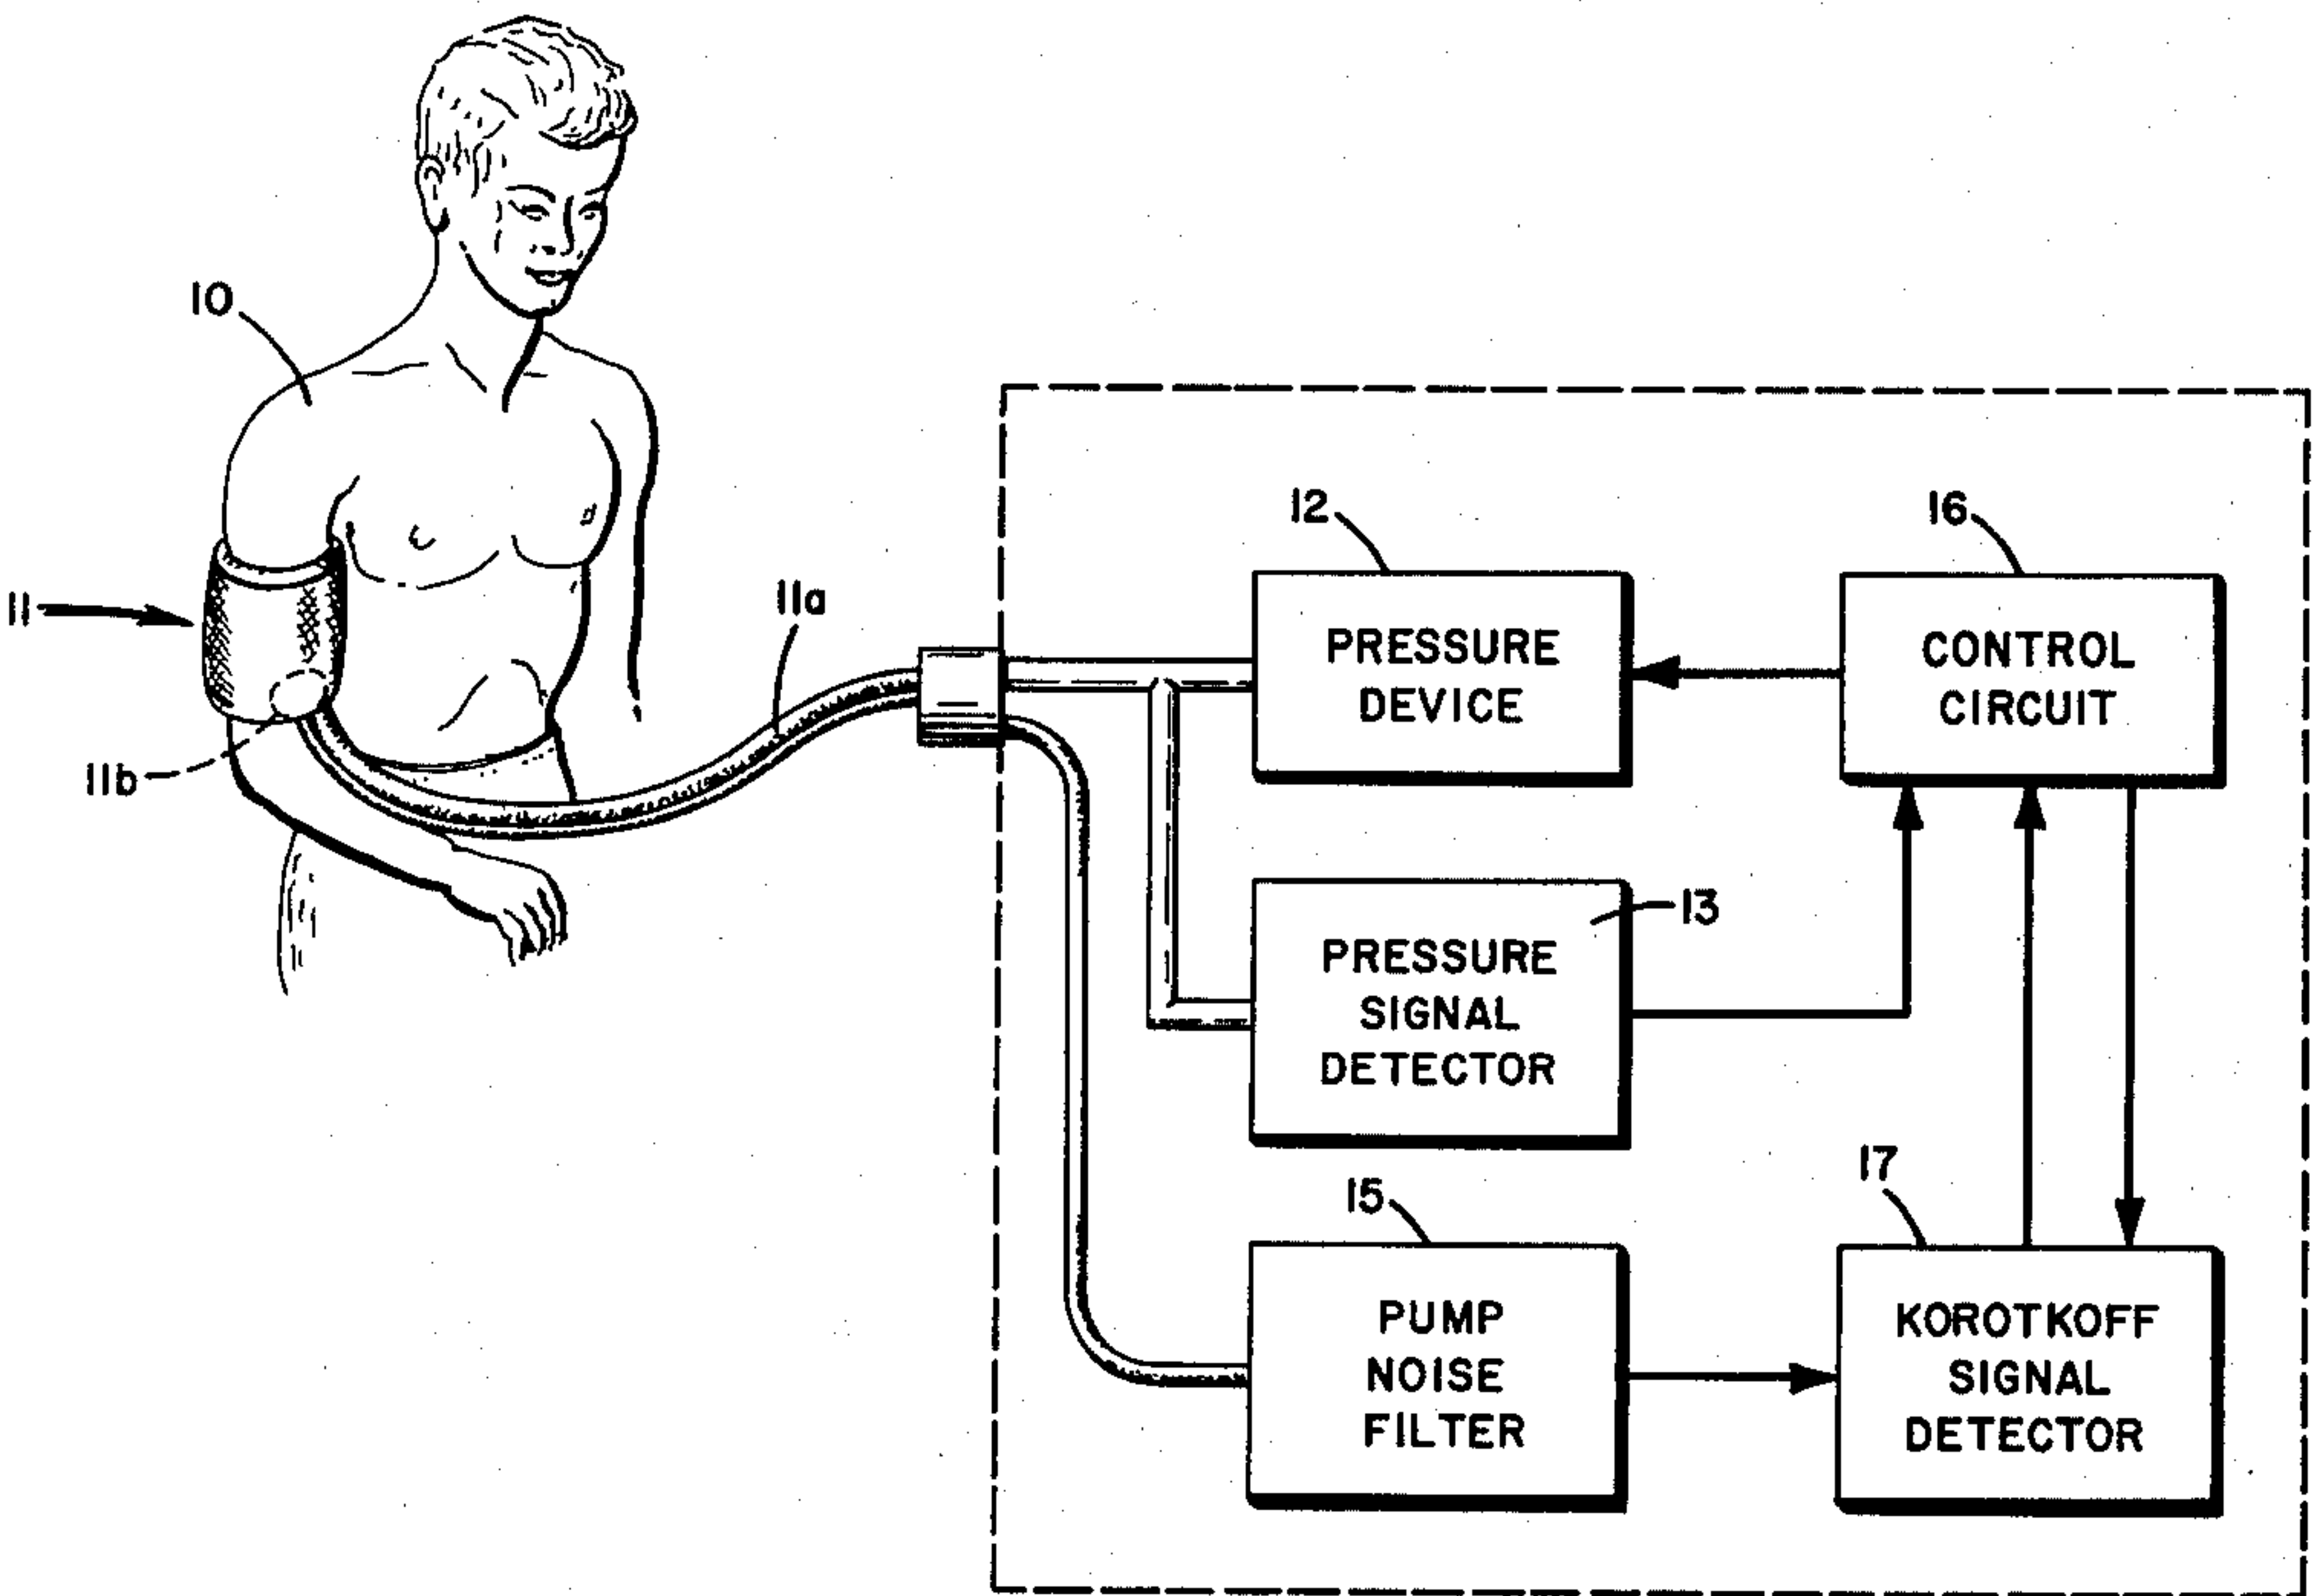 10
11
11a
11b
12
PRESSURE
DEVICE
16
CONTROL
CIRCUIT
13
PRESSURE
SIGNAL
DETECTOR
15
PUMP
NOISE
FILTER
17
KOROTKOFF
SIGNAL
DETECTOR